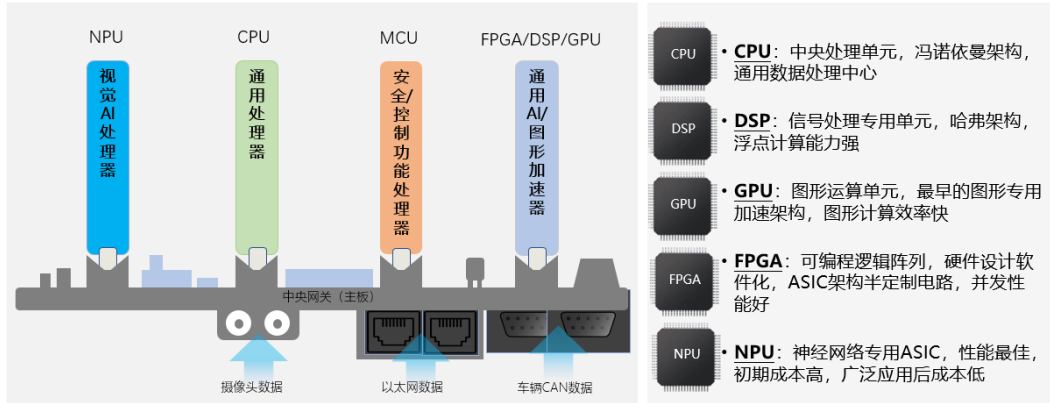 NPU
CPU
MCU
FPGA/DSP/GPU
视觉AI处理器
通用处理器
安全/控制功能处理器
通用AI/图形加速器
中央网关（主板）
摄像头数据
以太网数据
车辆CAN数据
CPU
• CPU：中央处理单元，冯诺依曼架构，
通用数据处理中心
DSP
• DSP：信号处理专用单元，哈弗架构，
浮点计算能力强
GPU
• GPU：图形运算单元，最早的图形专用
加速架构，图形计算效率快
FPGA
• FPGA：可编程逻辑阵列，硬件设计软
件化，ASIC架构半定制电路，并发性
能好
NPU
• NPU：神经网络专用ASIC，性能最佳，
初期成本高，广泛应用后成本低